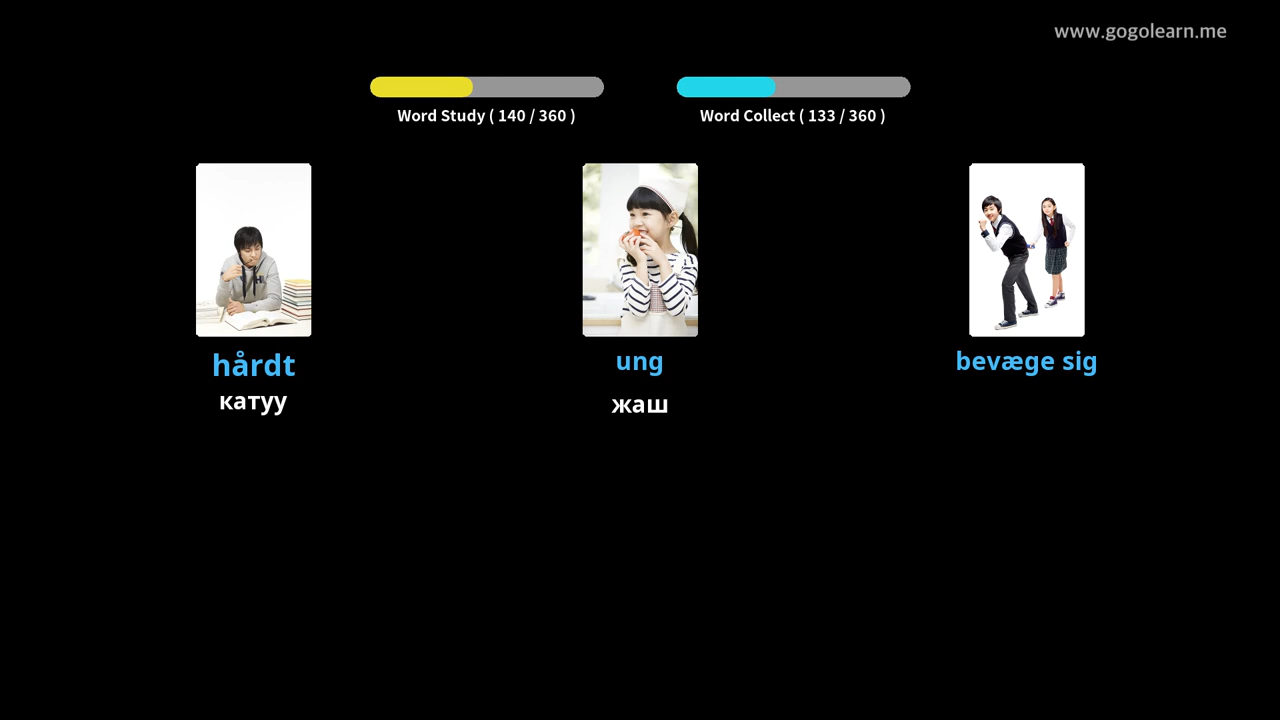 www.gogolearn.me
Word Study ( 140 / 360 )
Word Collect ( 133 / 360 )
hårdt
ung
bevæge sig
катуу
жаш